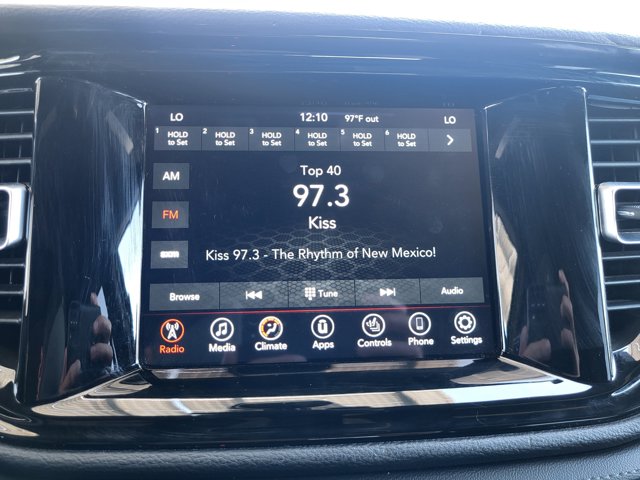 LO 12:10 97°F out LO
1 HOLD to Set 2 HOLD to Set 3 HOLD to Set 4 HOLD to Set 5 HOLD to Set 6 HOLD to Set
Top 40
AM
97.3
FM
Kiss
sxm
Kiss 97.3 - The Rhythm of New Mexico!
Browse Tune Audio
Radio Media Climate Apps Controls Phone Settings